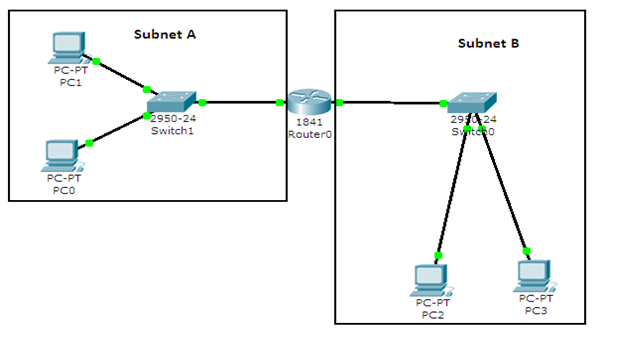 Subnet A
PC-PT
PC1
2950-24
Switch1
PC-PT
PC0
1841
Router0
Subnet B
2950-24
Switch0
PC-PT
PC2
PC-PT
PC3